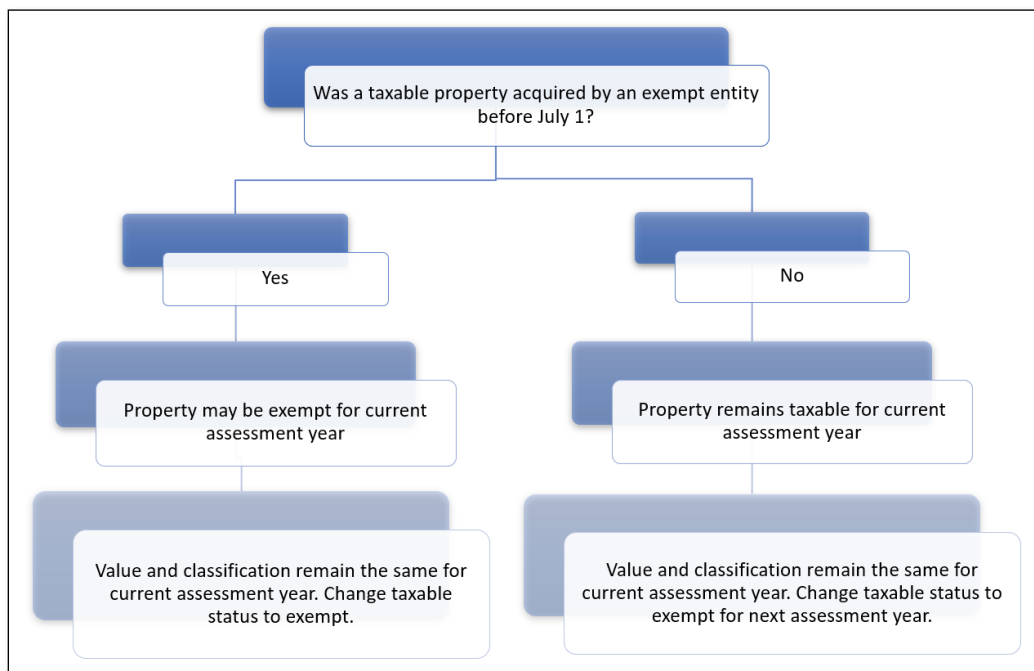 Was a taxable property acquired by an exempt entity
before July 1?
Yes
No
Property may be exempt for current
assessment year
Property remains taxable for current
assessment year
Value and classification remain the same for
current assessment year. Change taxable
status to exempt.
Value and classification remain the same for
current assessment year. Change taxable status to
exempt for next assessment year.